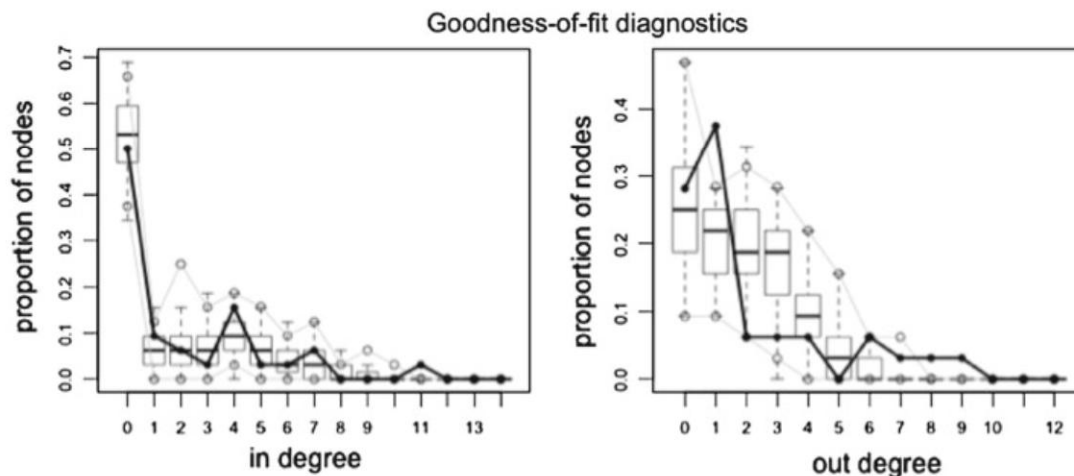 Goodness-of-fit diagnostics
proportion of nodes
0.7
0.6
0.5
0.4
0.3
0.2
0.1
0.0
0 1 2 3 4 5 6 7 8 9 11 13
in degree
proportion of nodes
0.4
0.3
0.2
0.1
0.0
0 1 2 3 4 5 6 7 8 9 10 12
out degree